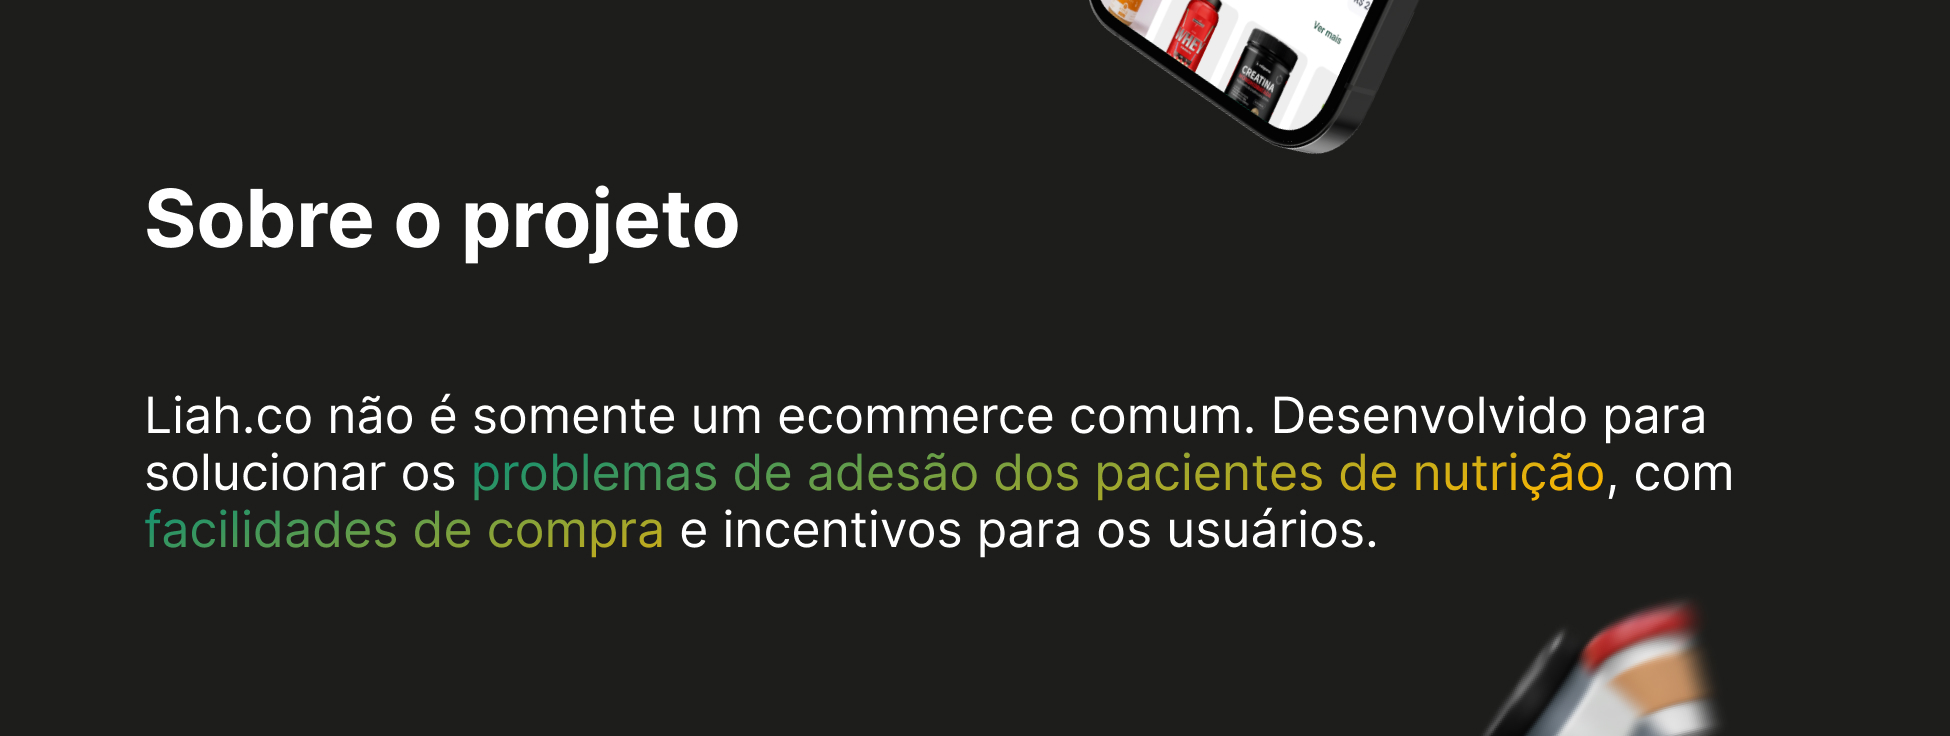 Ver mais
WHEY
CREATINA
Sobre o projeto
Liah.co não é somente um ecommerce comum. Desenvolvido para
solucionar os problemas de adesão dos pacientes de nutrição, com
facilidades de compra e incentivos para os usuários.